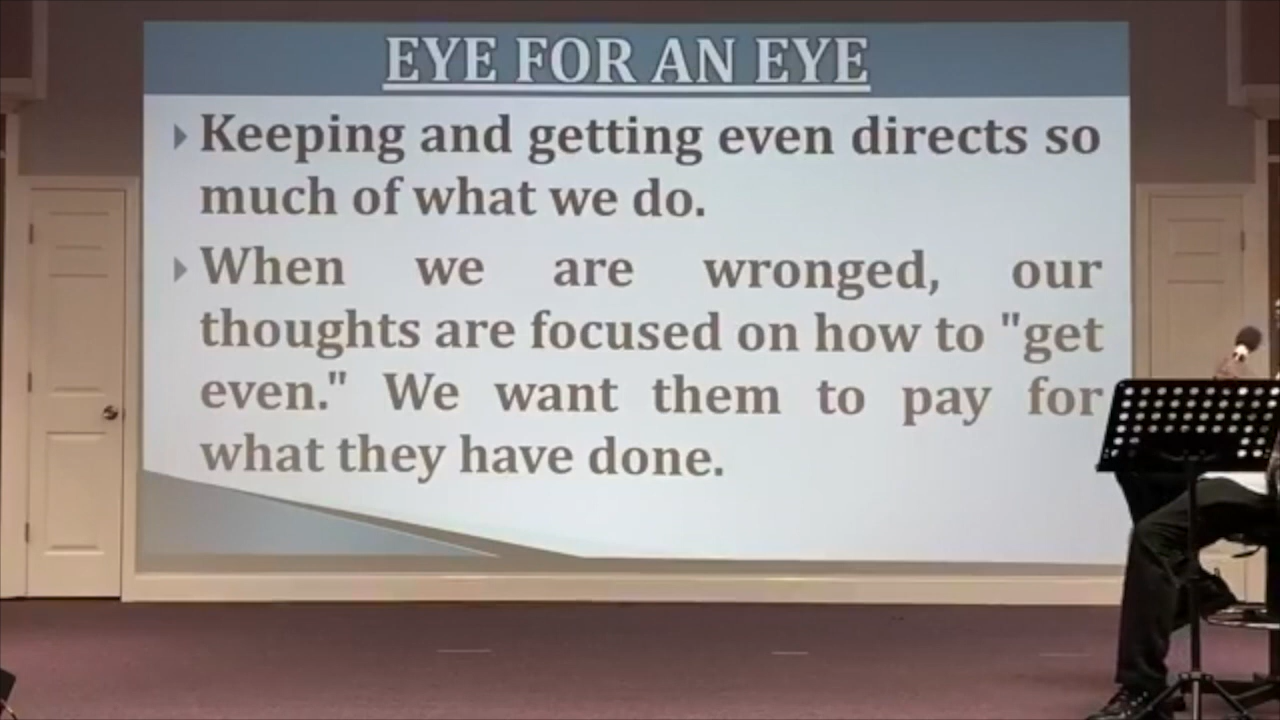 EYE FOR AN EYE
Keeping and getting even directs so
much of what we do.
When we are wronged, our
thoughts are focused on how to "get
even." We want them to pay for
what they have done.